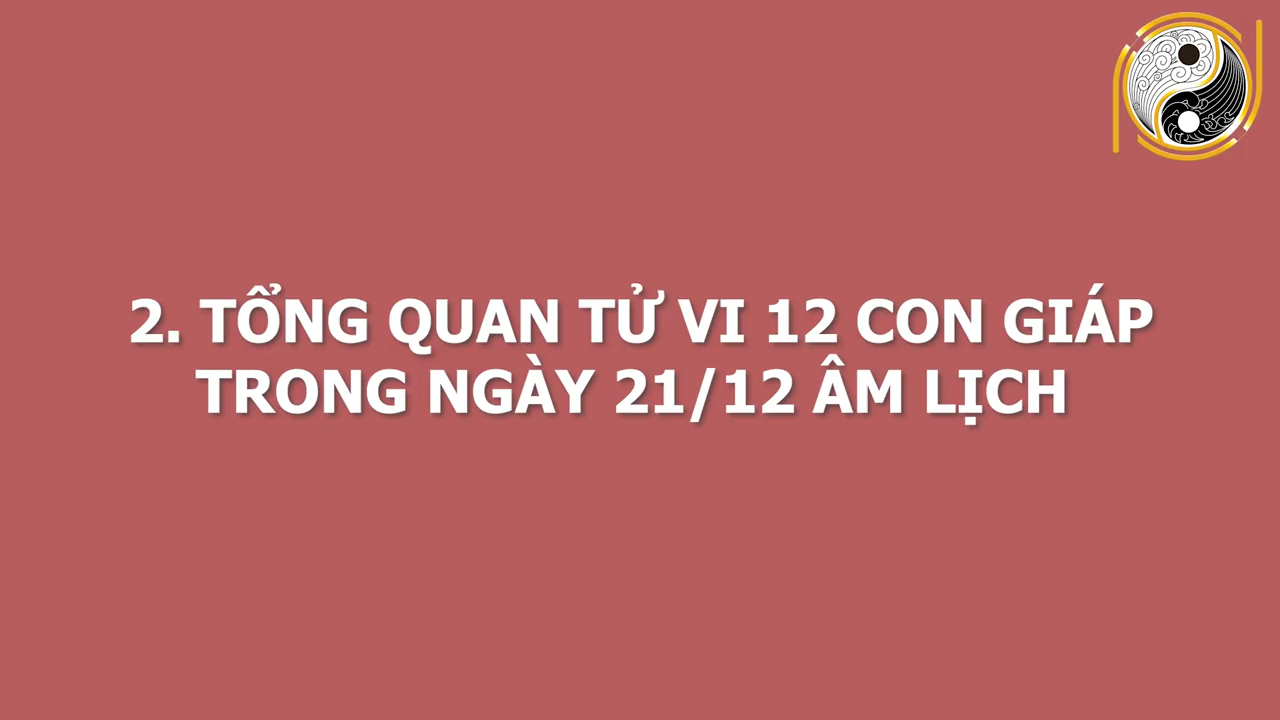 2. TỔNG QUAN TỬ VI 12 CON GIÁP
TRONG NGÀY 21/12 ÂM LỊCH